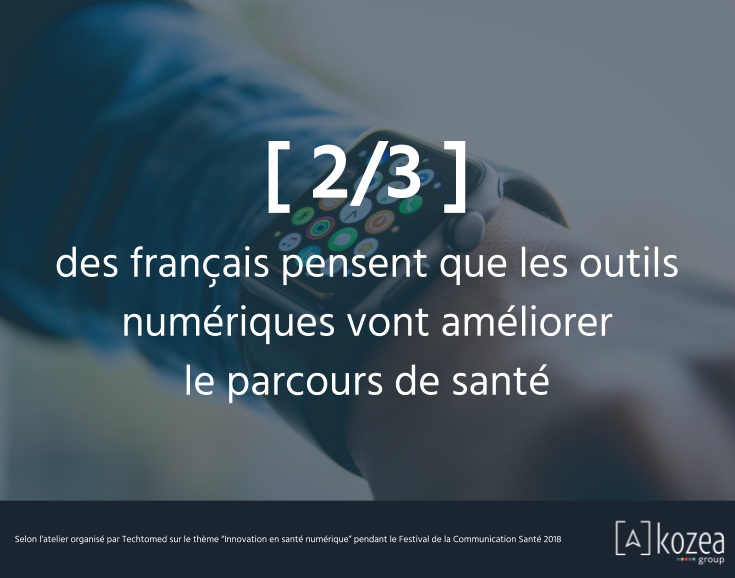 [ 2/3 ]
des français pensent que les outils
numériques vont améliorer
le parcours de santé
Selon l'atelier organisé par Techtomed sur le thème "Innovation en santé numérique" pendant le Festival de la Communication Santé 2018
[A]kozea
group